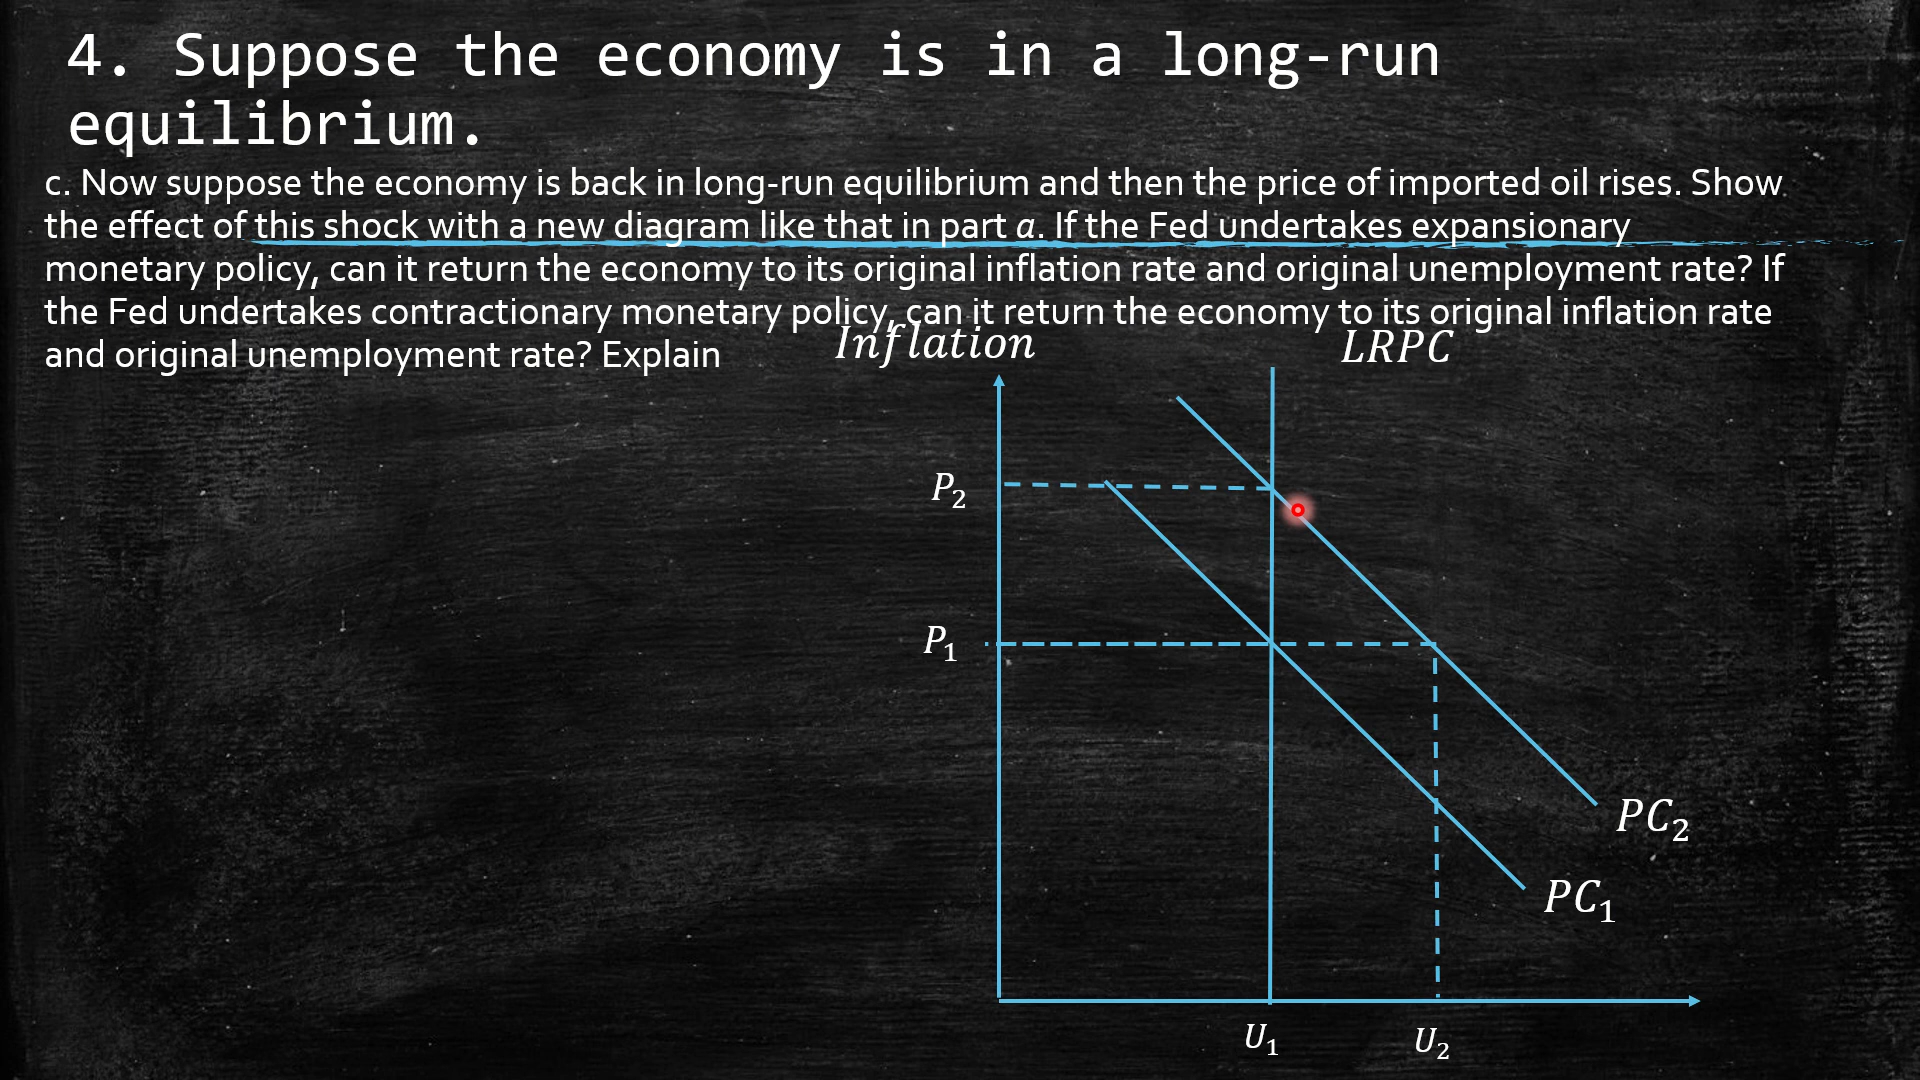 4. Suppose the economy is in a long-run
equilibrium.
c. Now suppose the economy is back in long-run equilibrium and then the price of imported oil rises. Show
the effect of this shock with a new diagram like that in part a. If the Fed undertakes expansionary
monetary policy, can it return the economy to its original inflation rate and original unemployment rate? If
the Fed undertakes contractionary monetary policy, can it return the economy to its original inflation rate
and original unemployment rate? Explain
Inflation
LRPC
P₂
P₁
PC₂
PC₁
U₁
U₂